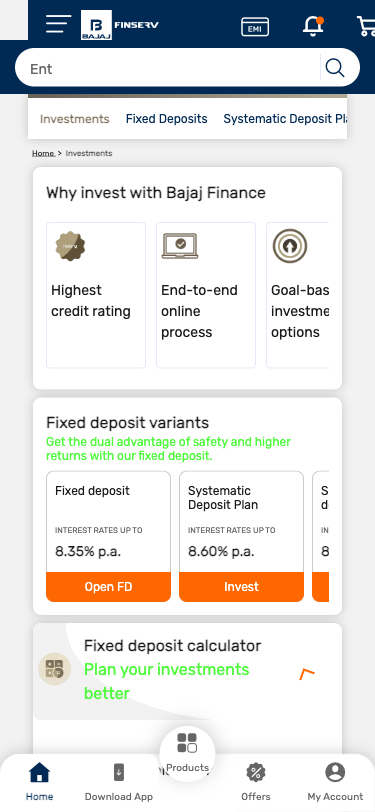 BAJAJ
FINSERV
EMI
Ent
Investments Fixed Deposits Systematic Deposit Pl
Home > Investments
Why invest with Bajaj Finance
Highest
credit rating
End-to-end
online
process
Goal-bas
investme
options
Fixed deposit variants
Get the dual advantage of safety and higher
returns with our fixed deposit.
Fixed deposit
INTEREST RATES UP TO
8.35% p.a.
Open FD
Systematic
Deposit Plan
INTEREST RATES UP TO
8.60% p.a.
Invest
S
d
IN
8
Fixed deposit calculator
Plan your investments
better
Home
Download App
Products
Offers
My Account